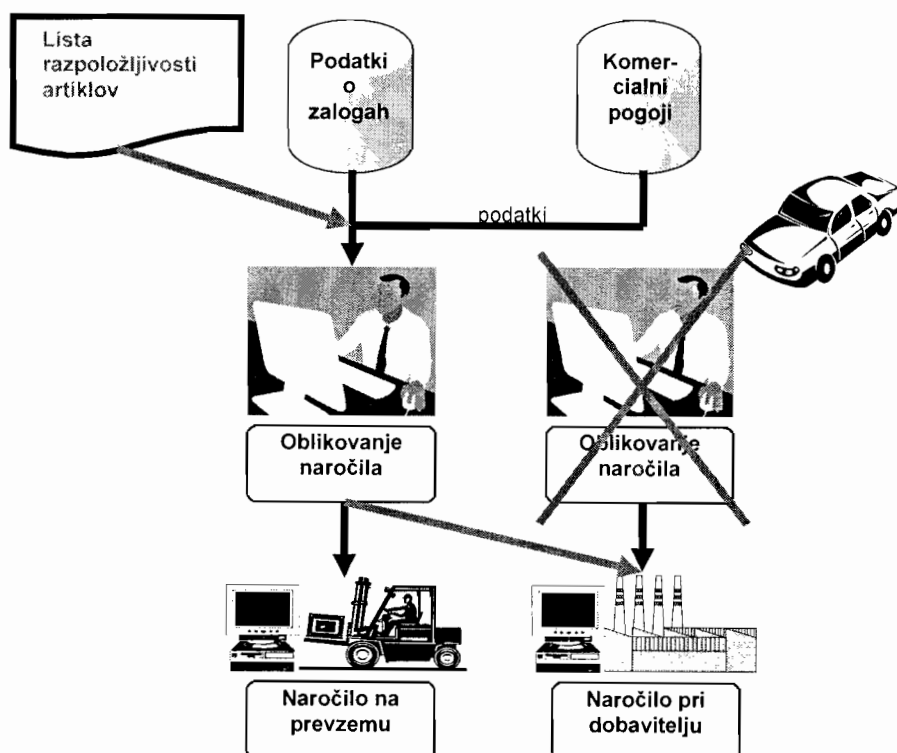 Lista
razpoložljivosti
artiklov
Podatki
o
zalogah
Komer-
cialni
pogoji
podatki
Oblikovanje
naročila
Oblikovanje
naročila
Naročilo na
prevzemu
Naročilo pri
dobavitelju